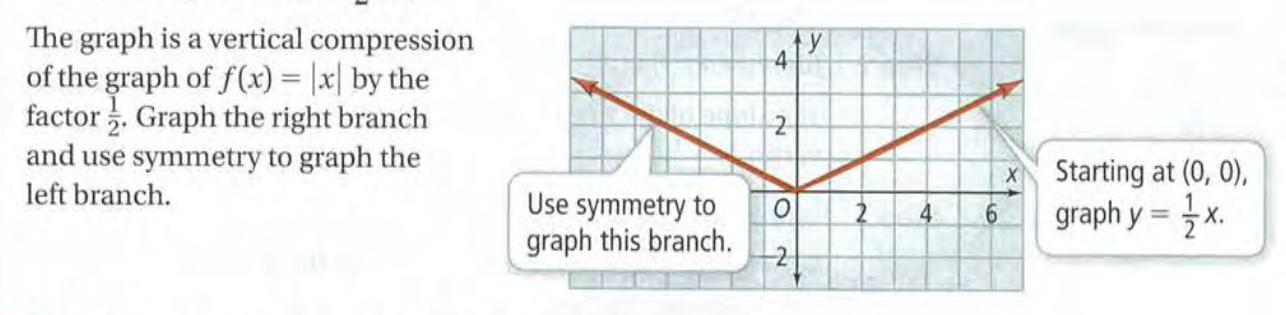 The graph is a vertical compression
of the graph of f(x) = |x| by the
factor 1/2. Graph the right branch
and use symmetry to graph the
left branch.
y
4
2
x
O 2 4 6
-2
Use symmetry to
graph this branch.
Starting at (0, 0),
graph y = 1/2 x.